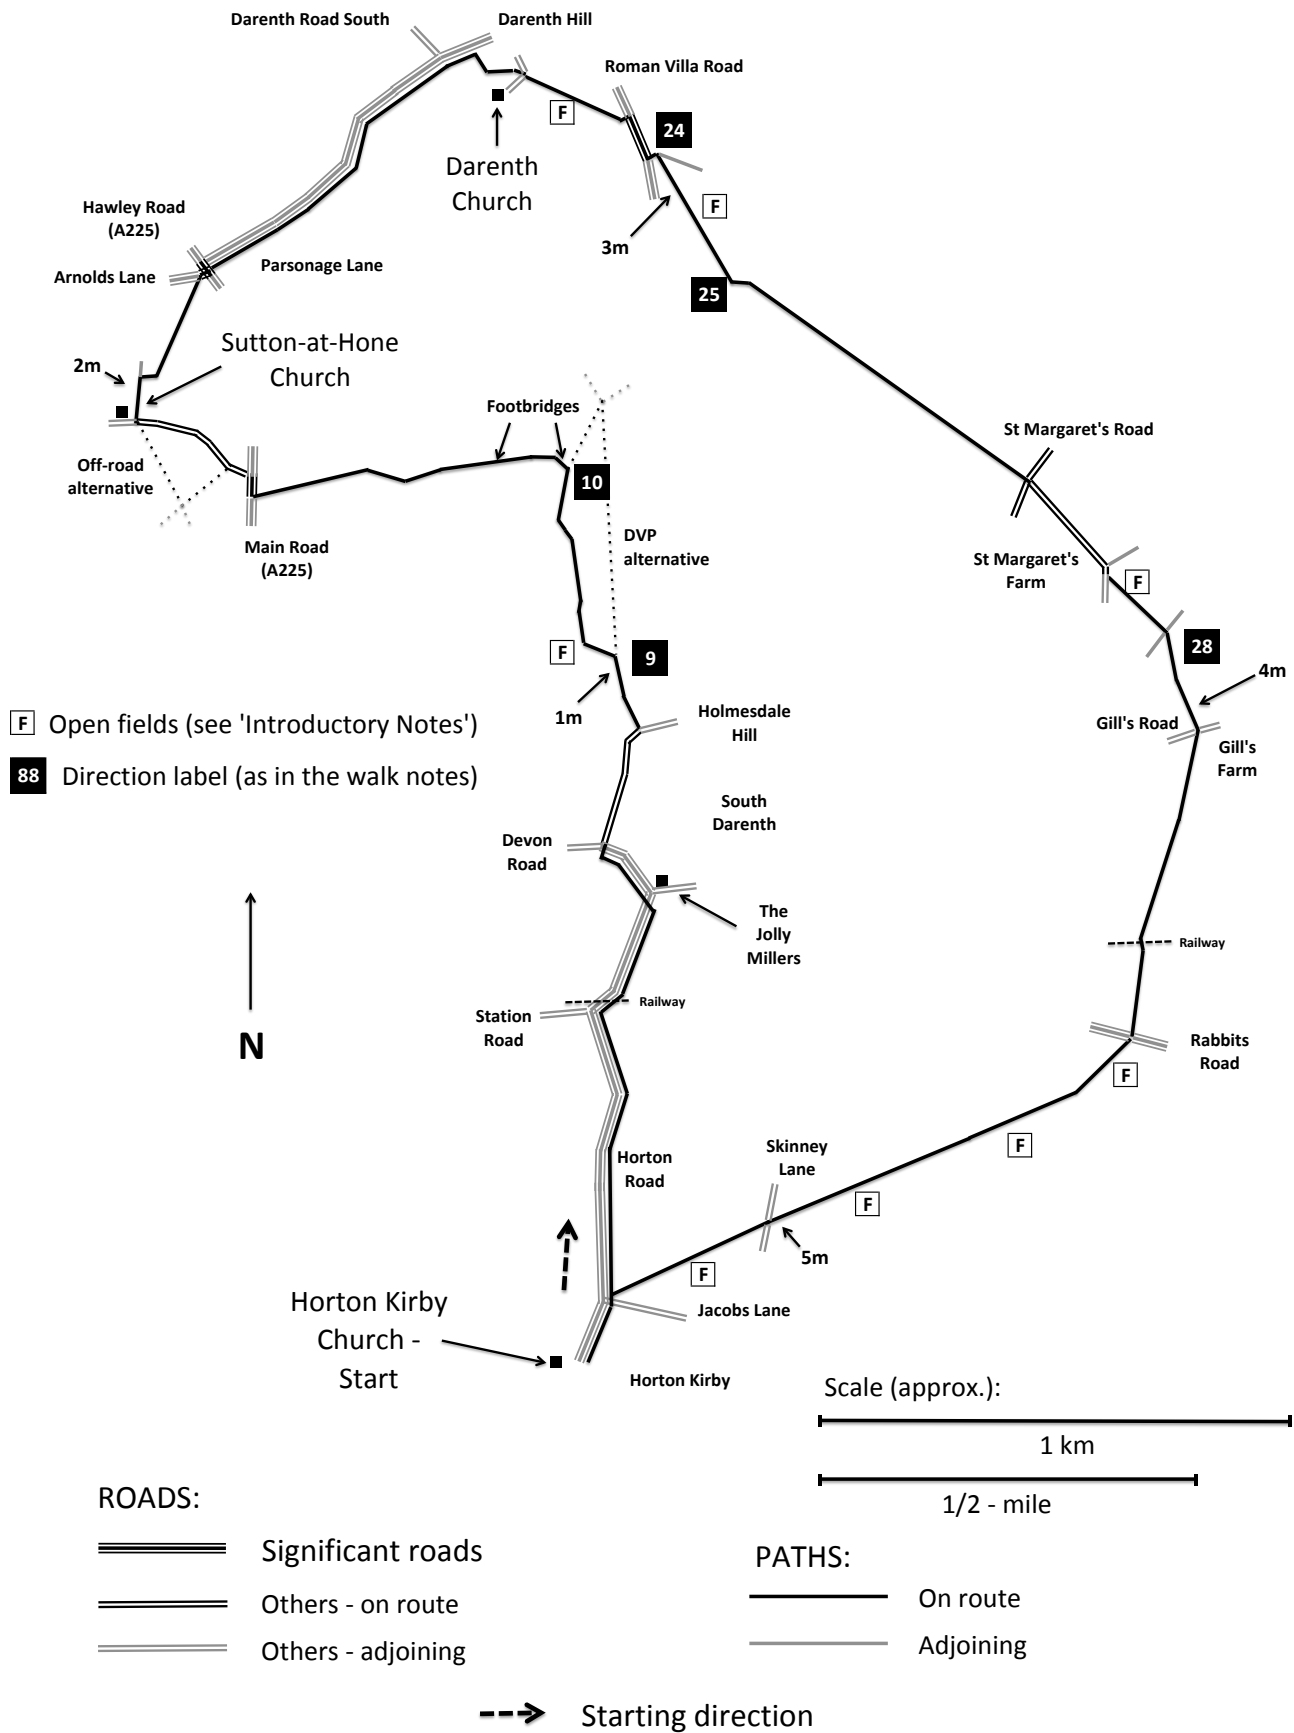 Darenth Road South
Darenth Hill
Roman Villa Road
F
24
Darenth
Church
F
Hawley Road
(A225)
3m
Arnolds Lane
Parsonage Lane
25
Sutton-at-Hone
Church
2m
Footbridges
St Margaret's Road
Off-road
alternative
10
DVP
alternative
Main Road
(A225)
St Margaret's
Farm
F
F
9
28
4m
1m
Holmesdale
Hill
Gill's Road
Gill's
Farm
F Open fields (see 'Introductory Notes')
88 Direction label (as in the walk notes)
South
Darenth
Devon
Road
The
Jolly
Millers
Railway
Railway
Station
Road
N
Rabbits
Road
F
F
Skinney
Lane
Horton
Road
F
5m
F
Horton Kirby
Church -
Start
Jacobs Lane
Horton Kirby
Scale (approx.):
1 km
1/2 - mile
ROADS:
Significant roads
Others - on route
Others - adjoining
PATHS:
On route
Adjoining
Starting direction